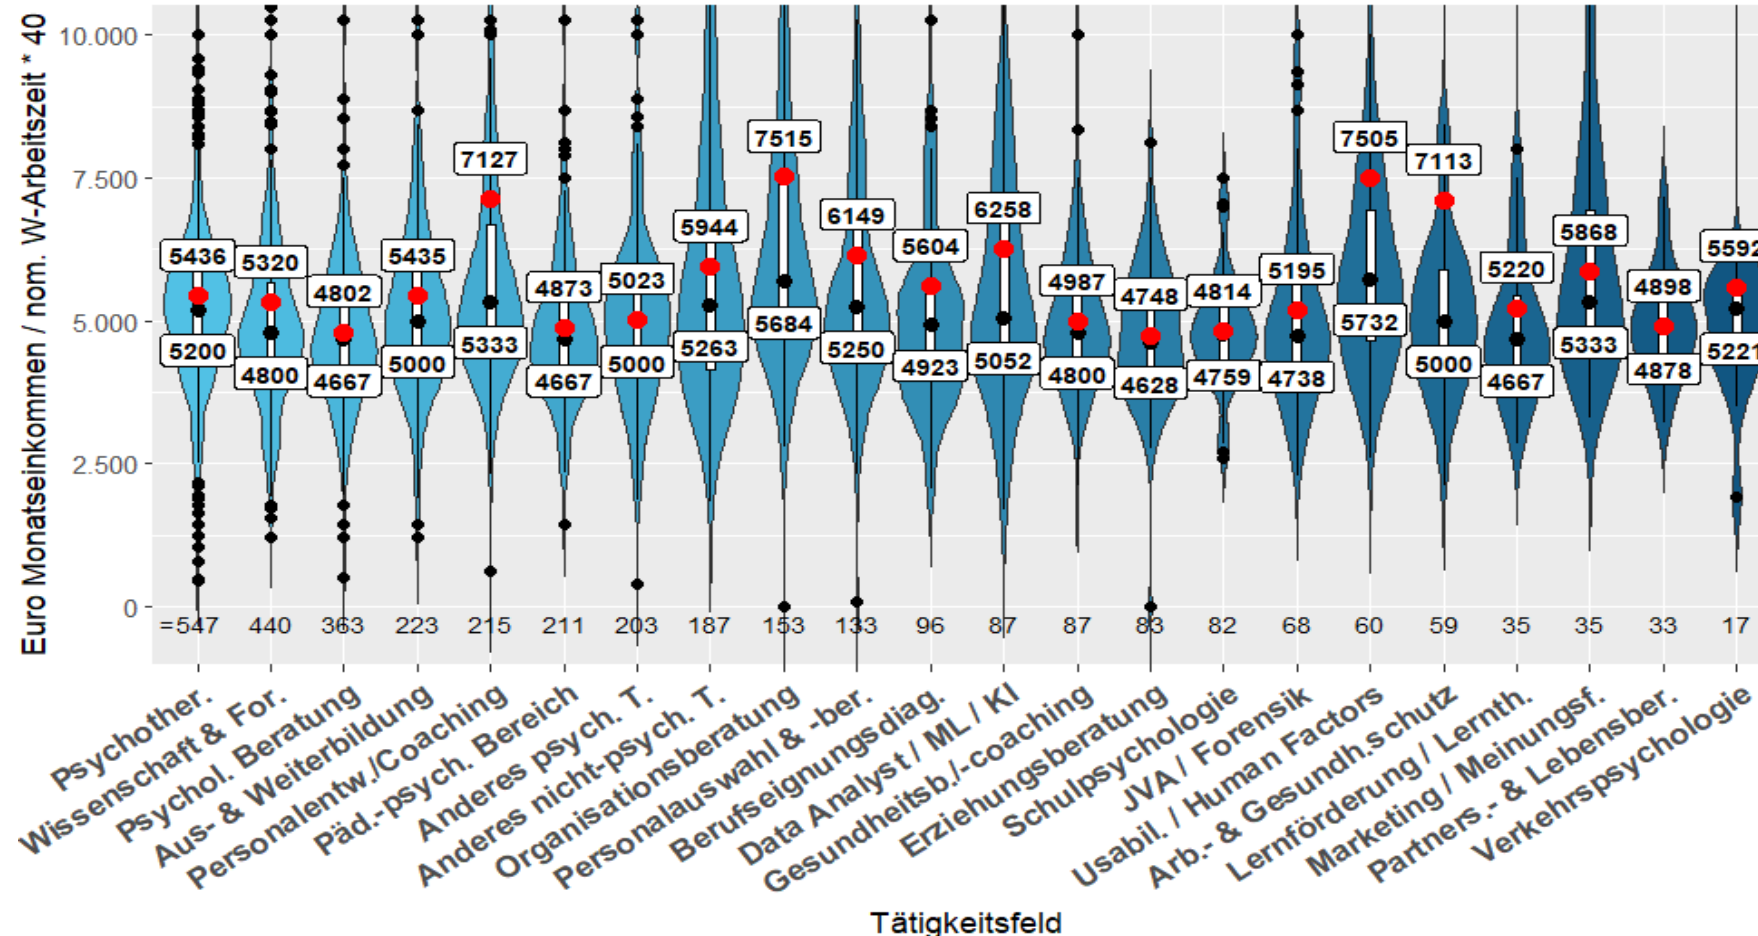 Euro Monatseinkommen / nom. W-Arbeitszeit * 40
10.000
7.500
5.000
2.500
0
5436
5320
4802
5435
7127
4873
5023
5944
7515
6149
5604
6258
4987
4748
4814
5195
7505
7113
5220
5868
4898
5592
5200
4800
4667
5000
5333
4667
5000
5263
5684
5250
4923
5052
4800
4628
4759
4738
5732
5000
4667
5333
4878
5221
=547 440 363 223 215 211 203 187 153 133 96 87 87 83 82 68 60 59 35 35 33 17
Psychother.
Wissenschaft & For.
Psychol. Beratung
Aus- & Weiterbildung
Personalentw./Coaching
Päd.-psych. Bereich
Anderes psych. T.
Anderes nicht-psych. T.
Organisationsberatung
Personalauswahl & -ber.
Berufseignungsdiag.
Data Analyst / ML / KI
Gesundheitsb./-coaching
Erziehungsberatung
Schulpsychologie
JVA / Forensik
Usabil. / Human Factors
Arb.- & Gesundh.schutz
Lernförderung / Lernth.
Marketing / Meinungsf.
Partners.- & Lebensber.
Verkehrspsychologie
Tätigkeitsfeld